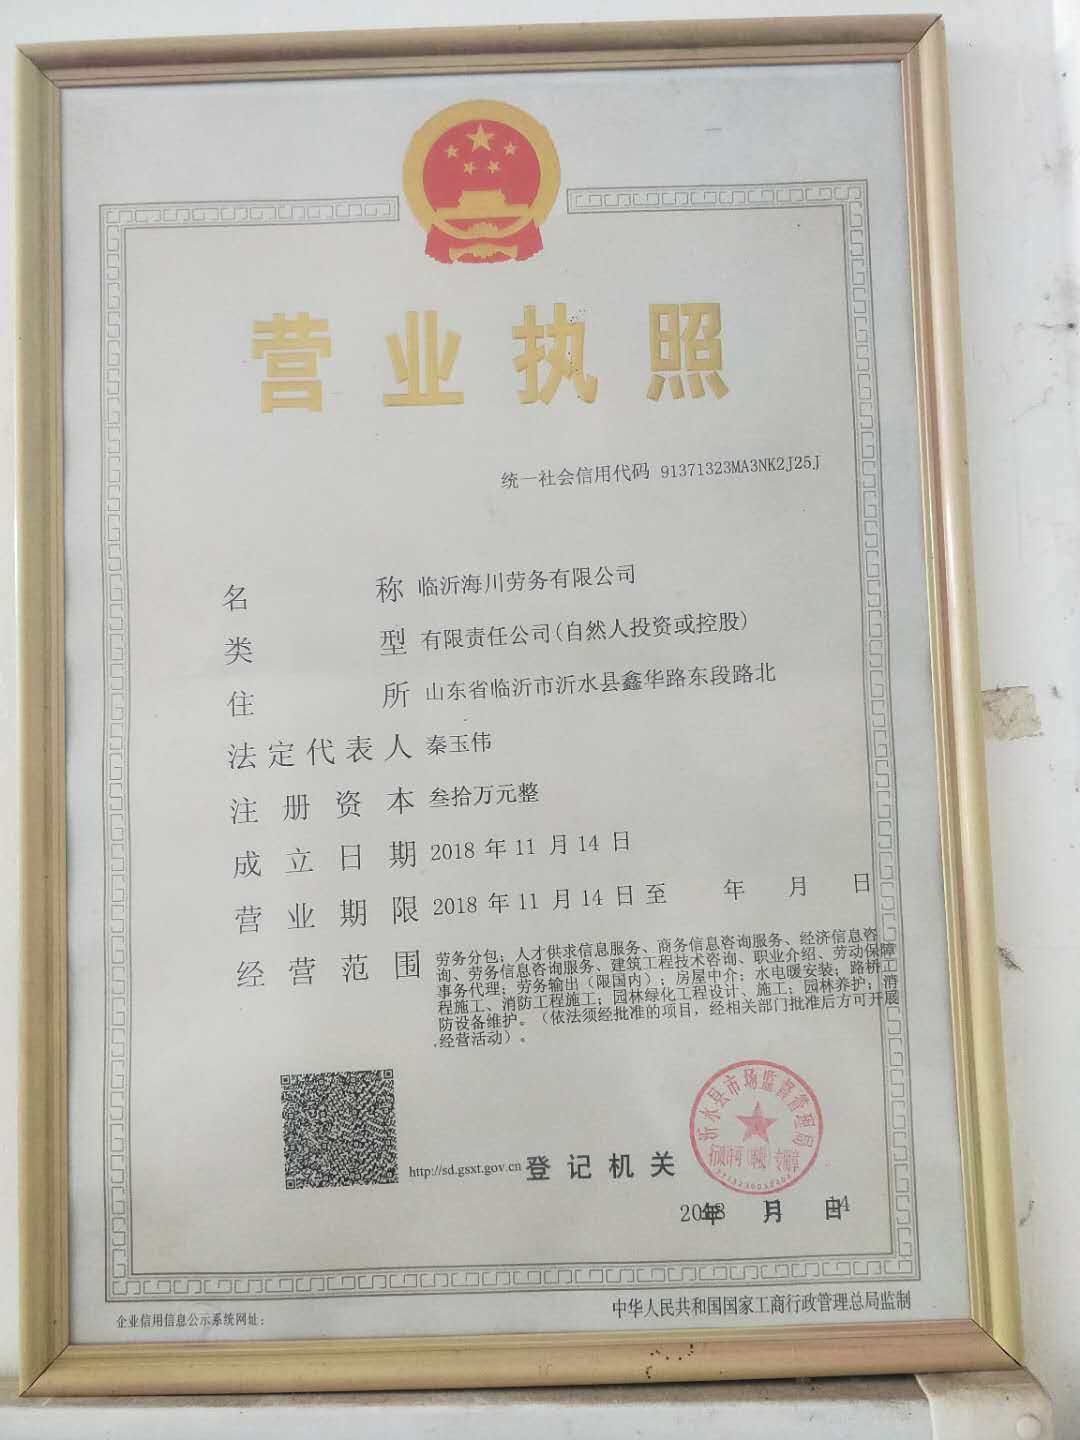 营业执照
统一社会信用代码 91371323MA3NK2J25J
名称 临沂海川劳务有限公司
类型 有限责任公司(自然人投资或控股)
住所 山东省临沂市沂水县鑫华路东段路北
法定代表人 秦玉伟
注册资本 叁拾万元整
成立日期 2018 年 11 月 14 日
营业期限 2018 年 11 月 14 日 至 年 月 日
经营范围 劳务分包；人才供求信息服务、商务信息咨询服务、经济信息咨
询、劳务信息咨询服务、建筑工程技术咨询、职业介绍、劳动保障
事务代理；劳务输出（限国内）；房屋中介；水电暖安装；路桥工
程施工、消防工程施工；园林绿化工程设计、施工；园林养护；消
防设备维护。（依法须经批准的项目，经相关部门批准后方可开展
经营活动）。
沂水县市场监督管理局
http://sd.gsxt.gov.cn 登记机关
2018 年 11 月 14 日
企业信用信息公示系统网址：
中华人民共和国国家工商行政管理总局监制